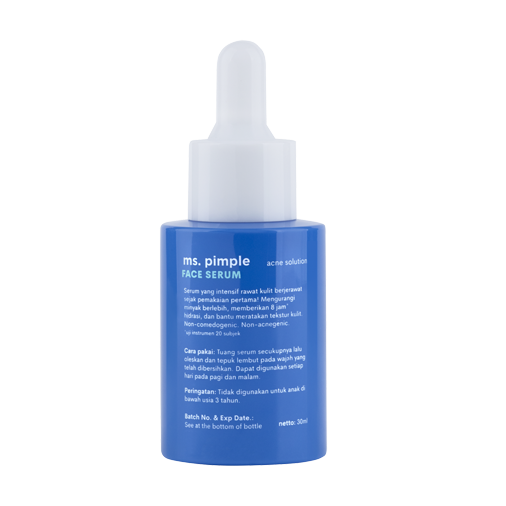 ms. pimple acne solution
FACE SERUM
Serum yang intensif rawat kulit berjerawat
sejak pemakaian pertama! Mengurangi
minyak berlebih, memberikan 8 jam*
hidrasi, dan bantu meratakan tekstur kulit.
Non-comedogenic. Non-acnegenic.
*uji instrumen 20 subjek
Cara pakai: Tuang serum secukupnya lalu
oleskan dan tepuk lembut pada wajah yang
telah dibersihkan. Dapat digunakan setiap
hari pada pagi dan malam.
Peringatan: Tidak digunakan untuk anak di
bawah usia 3 tahun.
Batch No. & Exp Date.:
See at the bottom of bottle netto: 30ml